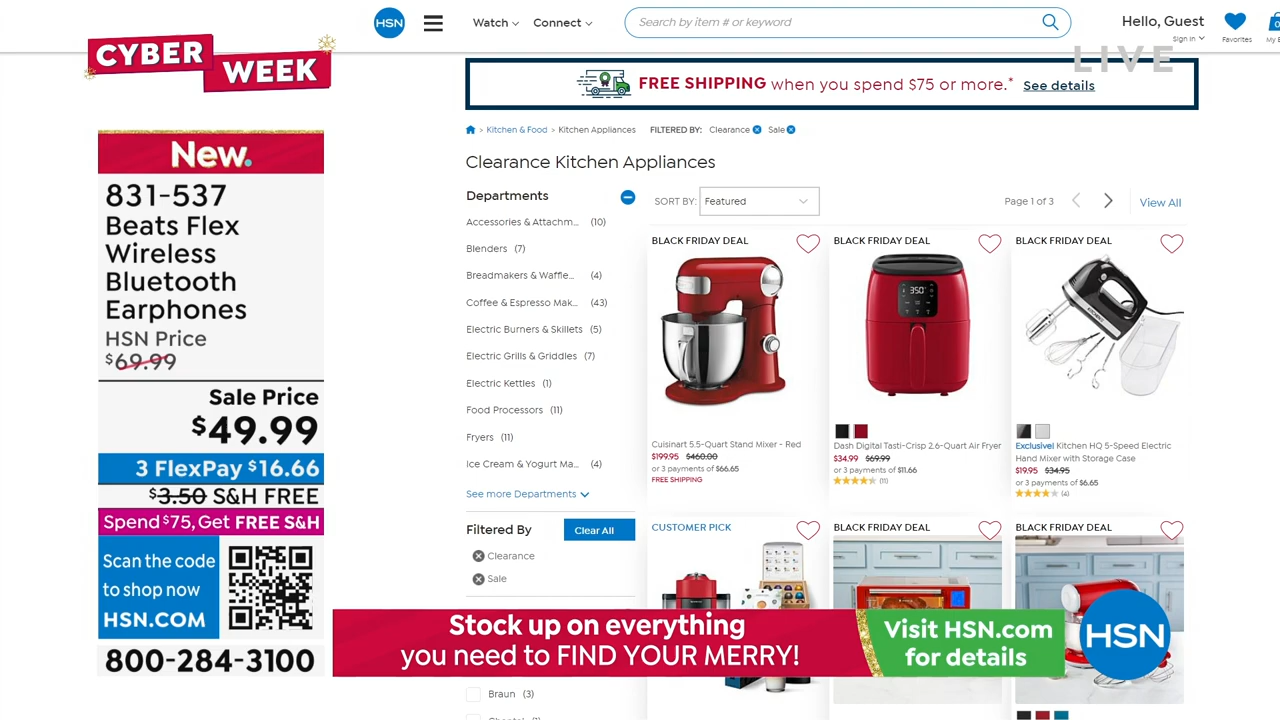 HSN
Watch
Connect
Search by item # or keyword
Hello, Guest
Sign In
Favorites
LIVE
CYBER
WEEK
FREE SHIPPING when you spend $75 or more.* See details
> Kitchen & Food > Kitchen Appliances FILTERED BY: Clearance Sale
Clearance Kitchen Appliances
New.
831-537
Beats Flex
Wireless
Bluetooth
Earphones
HSN Price
$69.99
Sale Price
$49.99
3 FlexPay $16.66
$3.50 S&H FREE
Spend $75, Get FREE S&H
Scan the code
to shop now
HSN.COM
800-284-3100
Departments
Accessories & Attachm... (10)
Blenders (7)
Breadmakers & Waffle... (4)
Coffee & Espresso Mak... (43)
Electric Burners & Skillets (5)
Electric Grills & Griddles (7)
Electric Kettles (1)
Food Processors (11)
Fryers (11)
Ice Cream & Yogurt Ma... (4)
See more Departments
Filtered By
Clear All
Clearance
Sale
Braun (3)
SORT BY: Featured
Page 1 of 3
View All
BLACK FRIDAY DEAL
Cuisinart 5.5-Quart Stand Mixer - Red
$199.95 $460.00
or 3 payments of $66.65
FREE SHIPPING
BLACK FRIDAY DEAL
350°
Dash Digital Tasti-Crisp 2.6-Quart Air Fryer
$34.99 $69.99
or 3 payments of $11.66
(11)
BLACK FRIDAY DEAL
Exclusive! Kitchen HQ 5-Speed Electric
Hand Mixer with Storage Case
$19.95 $34.95
or 3 payments of $6.65
(4)
CUSTOMER PICK
BLACK FRIDAY DEAL
BLACK FRIDAY DEAL
Stock up on everything
you need to FIND YOUR MERRY!
Visit HSN.com
for details
HSN